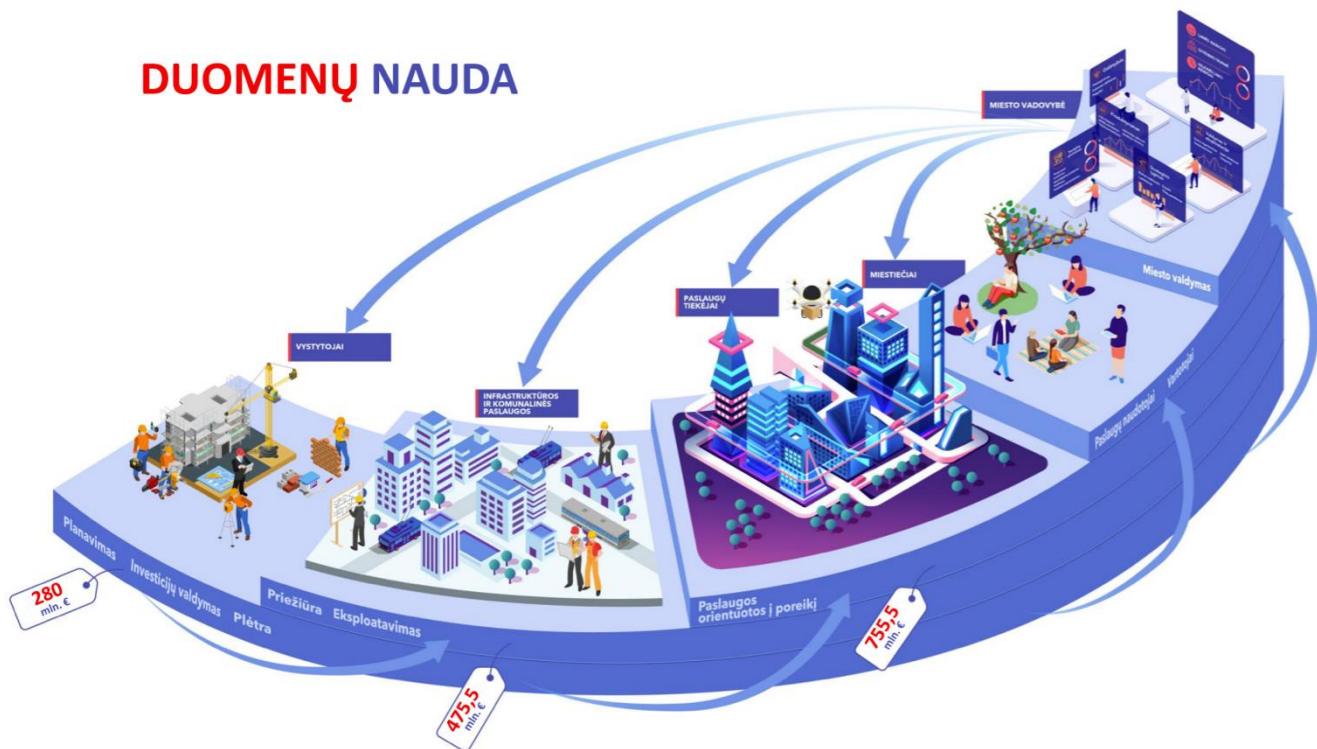 DUOMENŲ NAUDA
MIESTO VADOVYBĖ
MIESTIEČIAI
PASLAUGŲ
TIEKĖJAI
VYSTYTOJAI
INFRASTRUKTŪROS
IR KOMUNALINĖS
PASLAUGOS
Miesto valdymas
Vartotojai
Paslaugų naudotojai
Paslaugos
orientuotos į poreikį
Priežiūra Eksploatavimas
Planavimas
Investicijų valdymas
Plėtra
280
mln. €
475,5
mln. €
755,5
mln. €